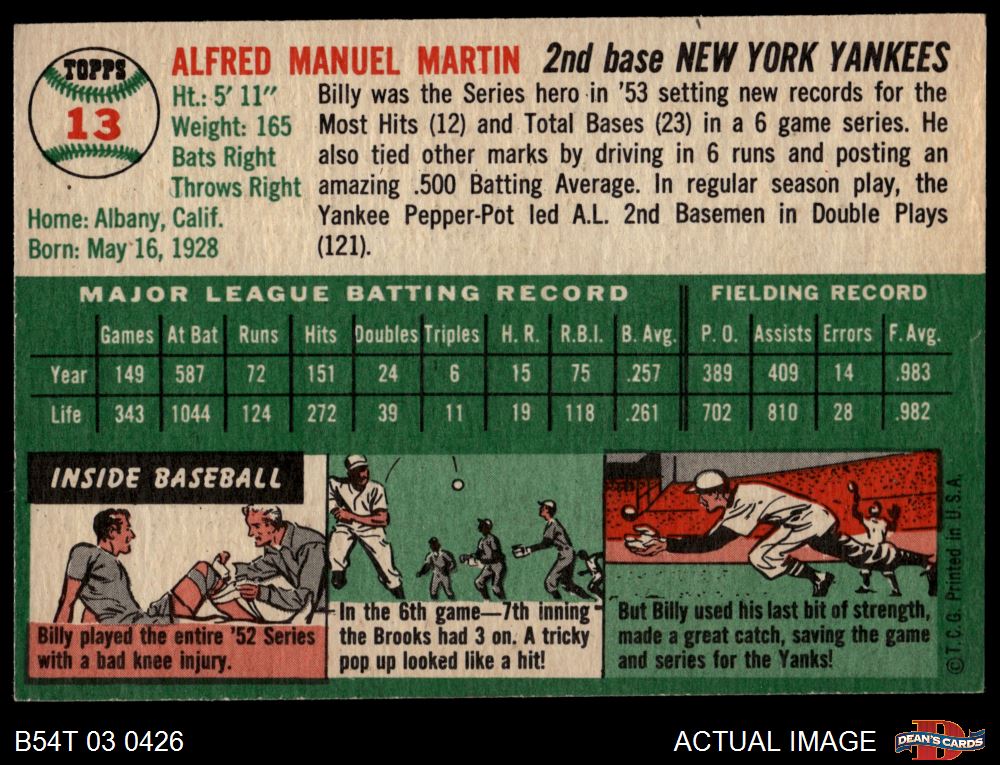 TOPPS
13
ALFRED MANUEL MARTIN 2nd base NEW YORK YANKEES
Ht.: 5' 11"
Weight: 165
Bats Right
Throws Right
Home: Albany, Calif.
Born: May 16, 1928
Billy was the Series hero in '53 setting new records for the
Most Hits (12) and Total Bases (23) in a 6 game series. He
also tied other marks by driving in 6 runs and posting an
amazing .500 Batting Average. In regular season play, the
Yankee Pepper-Pot led A.L. 2nd Basemen in Double Plays
(121).
MAJOR LEAGUE BATTING RECORD FIELDING RECORD
Games At Bat Runs Hits Doubles Triples H. R. R.B.I. B. Avg. P. O. Assists Errors F. Avg.
Year 149 587 72 151 24 6 15 75 .257 389 409 14 .983
Life 343 1044 124 272 39 11 19 118 .261 702 810 28 .982
INSIDE BASEBALL
Billy played the entire '52 Series
with a bad knee injury.
In the 6th game—7th inning
the Brooks had 3 on. A tricky
pop up looked like a hit!
But Billy used his last bit of strength,
made a great catch, saving the game
and series for the Yanks!
©T.C.G. Printed in U.S.A.
B54T 03 0426
ACTUAL IMAGE
DEAN'S CARDS